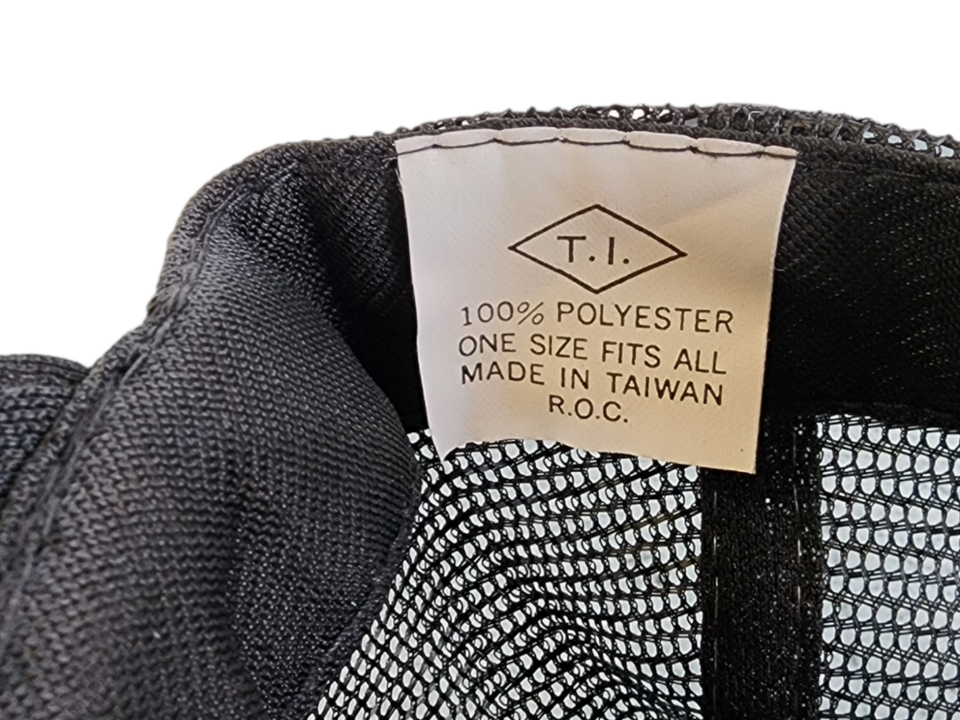 T.I.
100% POLYESTER
ONE SIZE FITS ALL
MADE IN TAIWAN
R.O.C.